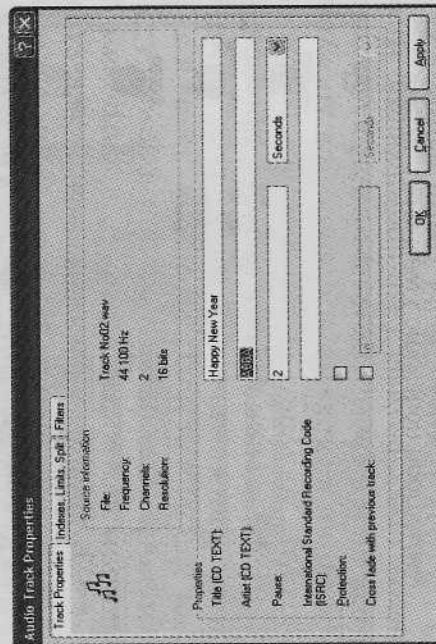 Audio Track Properties
Track Properties
Indexes, Limits, Split
Filters
Source information
File: Track No02.wav
Frequency: 44 100 Hz
Channels: 2
Resolution: 16 bits
Properties
Title (CD TEXT): Happy New Year
Artist (CD TEXT):
Pause: 2 Seconds
International Standard Recording Code
(ISRC):
Protection:
Cross fade with previous track: Seconds
OK
Cancel
Apply